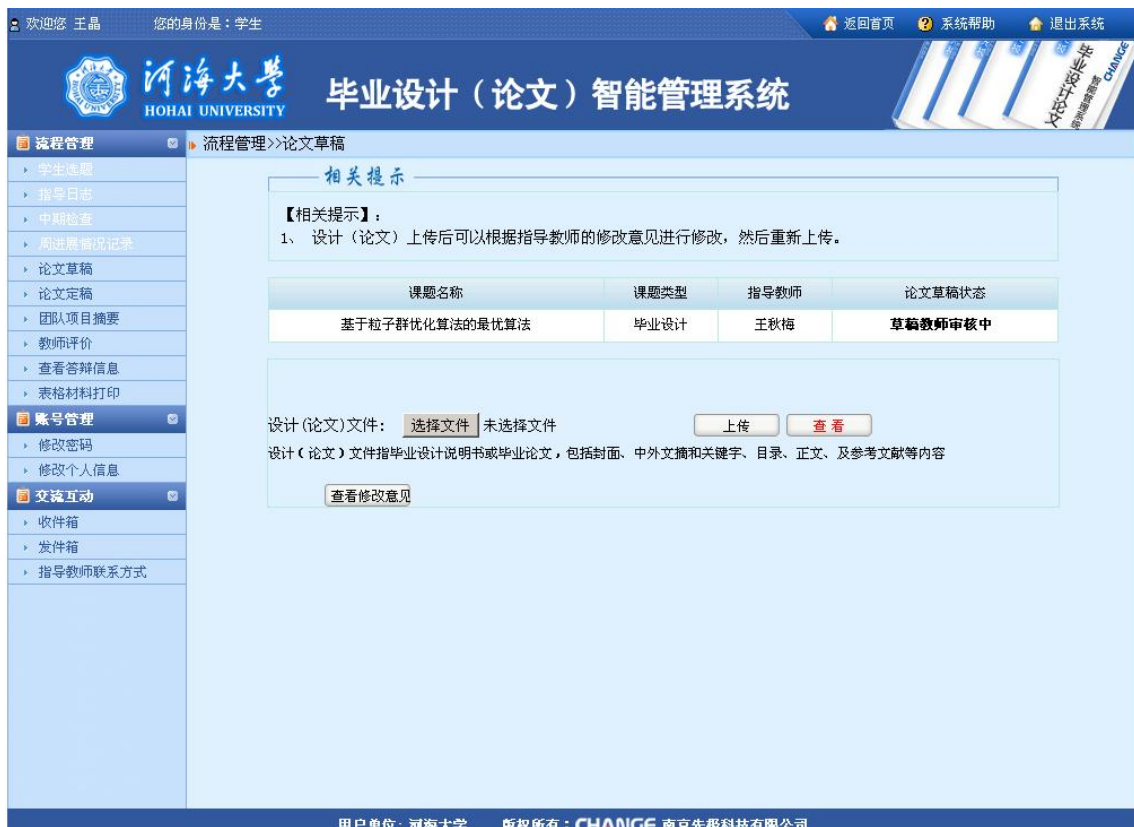 欢迎您 王晶 您的身份是：学生 返回首页 系统帮助 退出系统
河海大学
HOHAI UNIVERSITY
毕业设计（论文）智能管理系统
毕业设计论文
智能管理系统
CHANGE
流程管理
学生选题
指导日志
中期检查
周进展情况记录
论文草稿
论文定稿
团队项目摘要
教师评价
查看答辩信息
表格材料打印
账号管理
修改密码
修改个人信息
交流互动
收件箱
发件箱
指导教师联系方式
流程管理>>论文草稿
相关提示
【相关提示】：
1、 设计（论文）上传后可以根据指导教师的修改意见进行修改，然后重新上传。
课题名称 课题类型 指导教师 论文草稿状态
基于粒子群优化算法的最优算法 毕业设计 王秋梅 草稿教师审核中
设计(论文)文件： 选择文件 未选择文件 上传 查看
设计(论文)文件指毕业设计说明书或毕业论文，包括封面、中外文摘和关键字、目录、正文、及参考文献等内容
查看修改意见
用户单位：河海大学 版权所有：CHANGE 南京先极科技有限公司